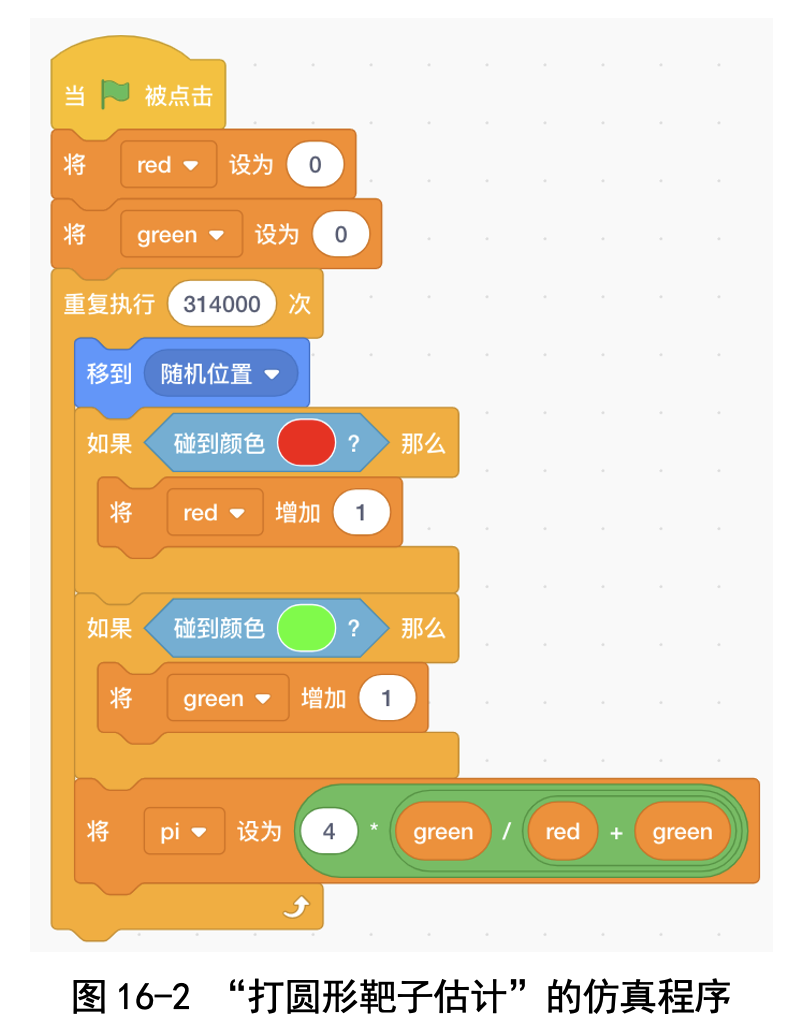 当 被点击
将 red 设为 0
将 green 设为 0
重复执行 314000 次
移到 随机位置
如果 碰到颜色 ? 那么
将 red 增加 1
如果 碰到颜色 ? 那么
将 green 增加 1
将 pi 设为 4 * green / red + green
图 16-2 “打圆形靶子估计”的仿真程序